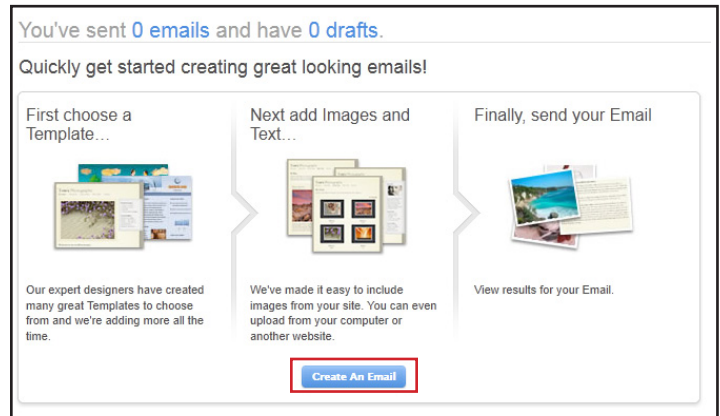 You've sent 0 emails and have 0 drafts.
Quickly get started creating great looking emails!
First choose a
Template...
Our expert designers have created
many great Templates to choose
from and we're adding more all the
time.
Next add Images and
Text...
We've made it easy to include
images from your site. You can even
upload from your computer or
another website.
Finally, send your Email
View results for your Email.
Create An Email